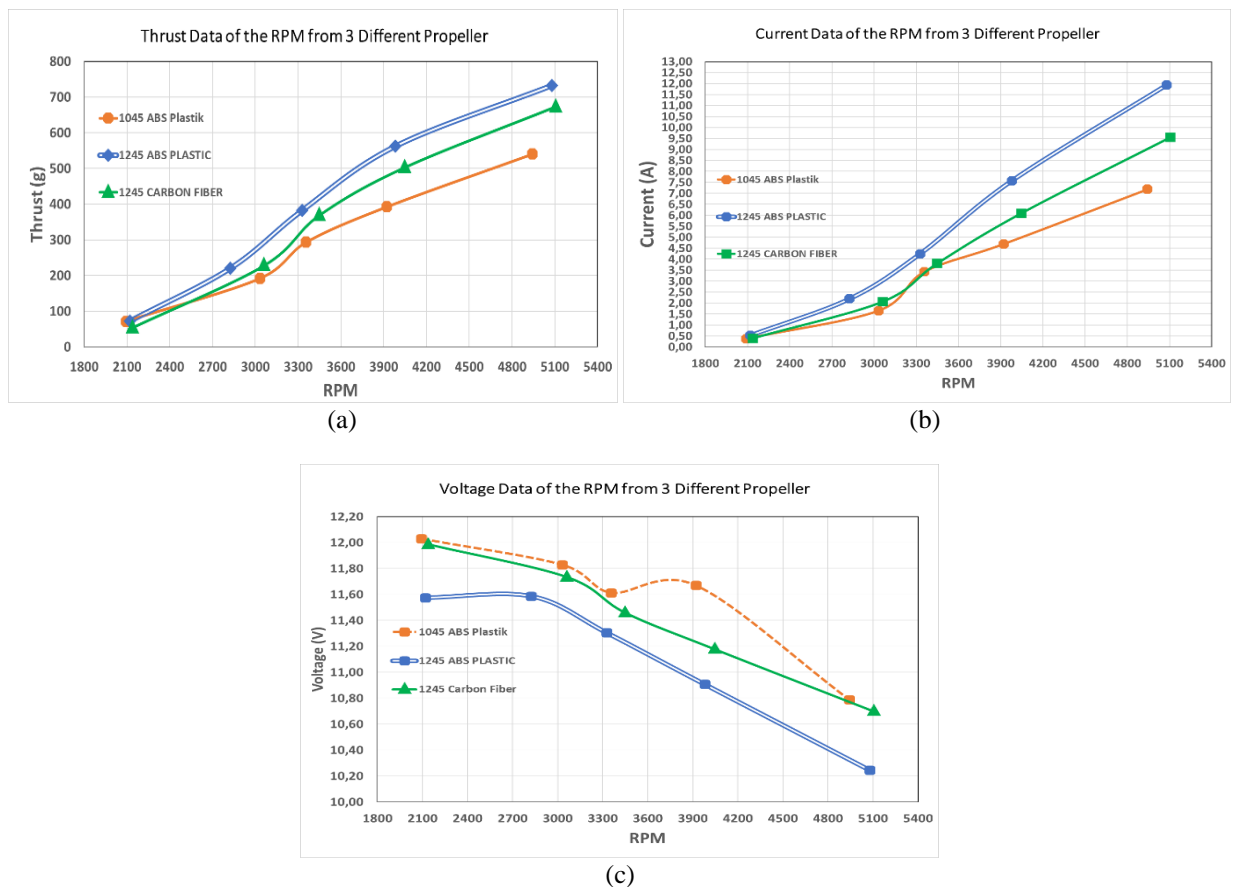 Thrust Data of the RPM from 3 Different Propeller
800
700
600
500
400
300
200
100
0
Thrust (g)
1045 ABS Plastik
1245 ABS PLASTIC
1245 CARBON FIBER
1800 2100 2400 2700 3000 3300 3600 3900 4200 4500 4800 5100 5400
RPM
(a)
Current Data of the RPM from 3 Different Propeller
13,00
12,50
12,00
11,50
11,00
10,50
10,00
9,50
9,00
8,50
8,00
7,50
7,00
6,50
6,00
5,50
5,00
4,50
4,00
3,50
3,00
2,50
2,00
1,50
1,00
0,50
0,00
Current (A)
1045 ABS Plastik
1245 ABS PLASTIC
1245 CARBON FIBER
1800 2100 2400 2700 3000 3300 3600 3900 4200 4500 4800 5100 5400
RPM
(b)
Voltage Data of the RPM from 3 Different Propeller
12,20
12,00
11,80
11,60
11,40
11,20
11,00
10,80
10,60
10,40
10,20
10,00
Voltage (V)
1045 ABS Plastik
1245 ABS PLASTIC
1245 Carbon Fiber
1800 2100 2400 2700 3000 3300 3600 3900 4200 4500 4800 5100 5400
RPM
(c)